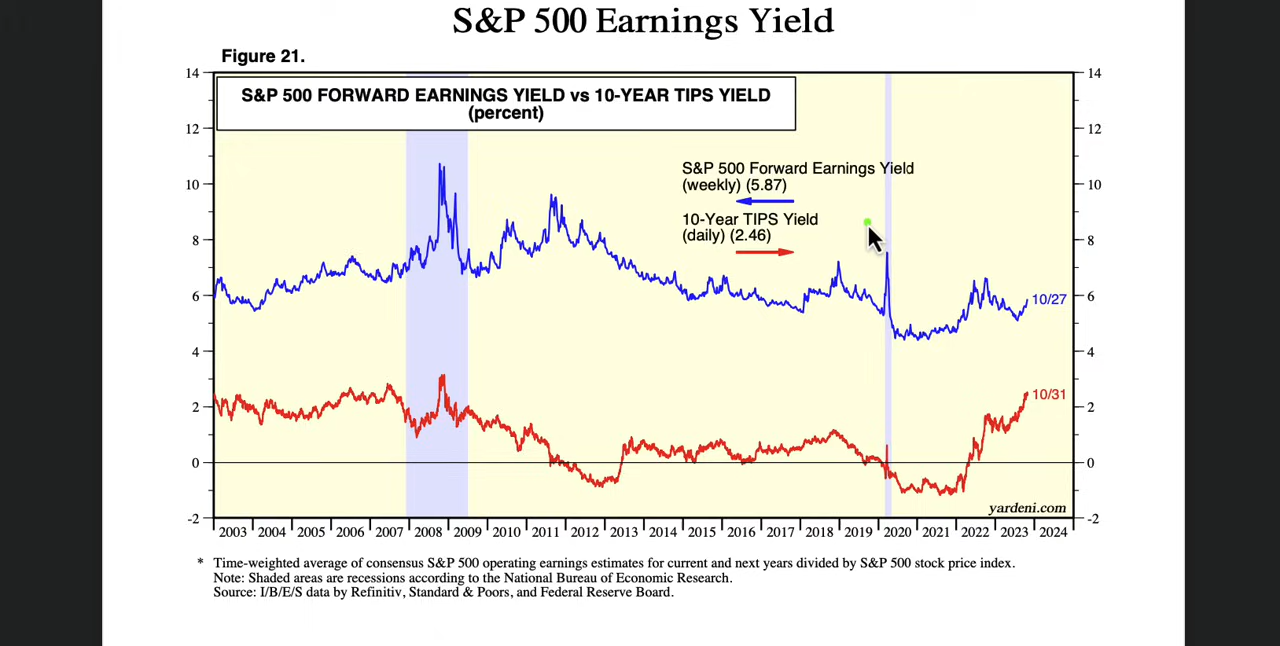 S&P 500 Earnings Yield
Figure 21.
S&P 500 FORWARD EARNINGS YIELD vs 10-YEAR TIPS YIELD
(percent)
S&P 500 Forward Earnings Yield
(weekly) (5.87)
10-Year TIPS Yield
(daily) (2.46)
14 14
12 12
10 10
8 8
6 6
4 4
2 2
0 0
-2 -2
10/27
10/31
yardeni.com
2003 2004 2005 2006 2007 2008 2009 2010 2011 2012 2013 2014 2015 2016 2017 2018 2019 2020 2021 2022 2023 2024
* Time-weighted average of consensus S&P 500 operating earnings estimates for current and next years divided by S&P 500 stock price index.
Note: Shaded areas are recessions according to the National Bureau of Economic Research.
Source: I/B/E/S data by Refinitiv, Standard & Poors, and Federal Reserve Board.